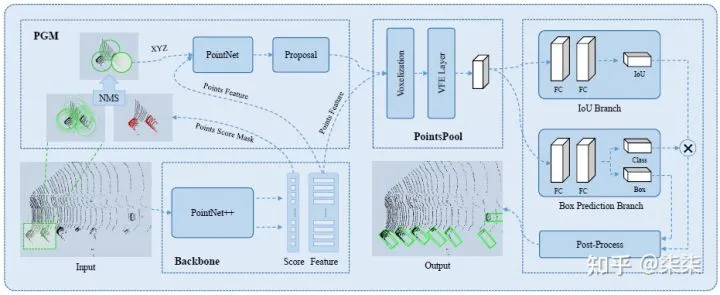 PGM
XYZ
PointNet
Proposal
NMS
Points Feature
Points Score Mask
Points Feature
Voxelization
VFE Layer
PointsPool
FC
FC
IoU
IoU Branch
FC
FC
Class
Box
Box Prediction Branch
Post-Process
PointNet++
Backbone
Input
Score
Feature
Output
知乎 @柒柒